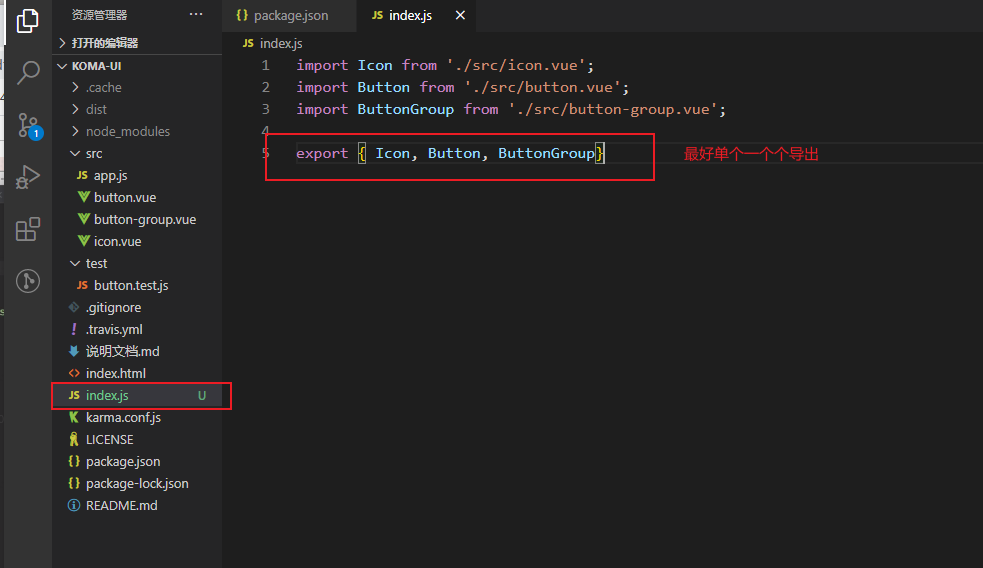 资源管理器
打开的编辑器
KOMA-UI
.cache
dist
node_modules
src
JS app.js
button.vue
button-group.vue
icon.vue
test
JS button.test.js
.gitignore
! .travis.yml
说明文档.md
<> index.html
JS index.js U
karma.conf.js
LICENSE
{} package.json
{} package-lock.json
README.md
1
{} package.json
JS index.js
JS index.js
1 import Icon from './src/icon.vue';
2 import Button from './src/button.vue';
3 import ButtonGroup from './src/button-group.vue';
4
5 export { Icon, Button, ButtonGroup} 最好单个一个个导出